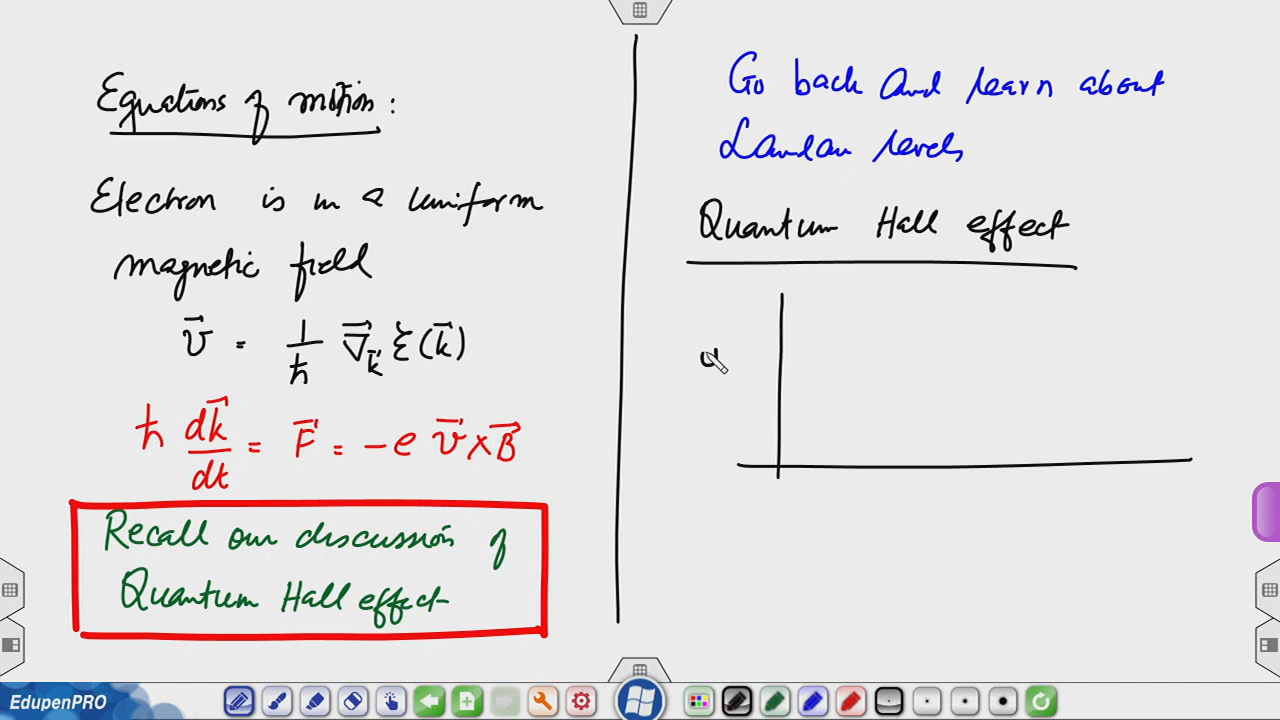 Equations of motion :
Electron is in a uniform
magnetic field
v⃗ = 1/ħ ∇⃗_k⃗ ξ(k⃗)
ħ dk⃗/dt = F⃗ = -e v⃗ × B⃗
Recall our discussion of
Quantum Hall effect
Go back and learn about
Landau levels
Quantum Hall effect
EdupenPRO